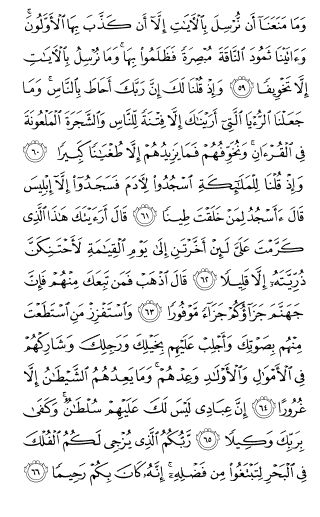 وَمَا مَنَعَنَآ أَن نُّرْسِلَ بِٱلْءَايَٰتِ إِلَّآ أَن كَذَّبَ بِهَا ٱلْأَوَّلُونَ ۚ
وَءَاتَيْنَا ثَمُودَ ٱلنَّاقَةَ مُبْصِرَةً فَظَلَمُوا۟ بِهَا ۚ وَمَا نُرْسِلُ بِٱلْءَايَٰتِ
إِلَّا تَخْوِيفًا ٥٩ وَإِذْ قُلْنَا لَكَ إِنَّ رَبَّكَ أَحَاطَ بِٱلنَّاسِ ۚ وَمَا
جَعَلْنَا ٱلرُّءْيَا ٱلَّتِىٓ أَرَيْنَٰكَ إِلَّا فِتْنَةً لِّلنَّاسِ وَٱلشَّجَرَةَ ٱلْمَلْعُونَةَ
فِى ٱلْقُرْءَانِ ۚ وَنُخَوِّفُهُمْ فَمَا يَزِيدُهُمْ إِلَّا طُغْيَٰنًا كَبِيرًا ٦٠
وَإِذْ قُلْنَا لِلْمَلَٰٓئِكَةِ ٱسْجُدُوا۟ لِءَادَمَ فَسَجَدُوٓا۟ إِلَّآ إِبْلِيسَ
قَالَ ءَأَسْجُدُ لِمَنْ خَلَقْتَ طِينًا ٦١ قَالَ أَرَءَيْتَكَ هَٰذَا ٱلَّذِى
كَرَّمْتَ عَلَىَّ لَئِنْ أَخَّرْتَنِ إِلَىٰ يَوْمِ ٱلْقِيَٰمَةِ لَأَحْتَنِكَنَّ
ذُرِّيَّتَهُۥٓ إِلَّا قَلِيلًا ٦٢ قَالَ ٱذْهَبْ فَمَن تَبِعَكَ مِنْهُمْ فَإِنَّ
جَهَنَّمَ جَزَآؤُكُمْ جَزَآءً مَّوْفُورًا ٦٣ وَٱسْتَفْزِزْ مَنِ ٱسْتَطَعْتَ
مِنْهُم بِصَوْتِكَ وَأَجْلِبْ عَلَيْهِم بِخَيْلِكَ وَرَجِلِكَ وَشَارِكْهُمْ
فِى ٱلْأَمْوَٰلِ وَٱلْأَوْلَٰدِ وَعِدْهُمْ ۚ وَمَا يَعِدُهُمُ ٱلشَّيْطَٰنُ إِلَّا
غُرُورًا ٦٤ إِنَّ عِبَادِى لَيْسَ لَكَ عَلَيْهِمْ سُلْطَٰنٌ ۚ وَكَفَىٰ
بِرَبِّكَ وَكِيلًا ٦٥ رَّبُّكُمُ ٱلَّذِى يُزْجِى لَكُمُ ٱلْفُلْكَ
فِى ٱلْبَحْرِ لِتَبْتَغُوا۟ مِن فَضْلِهِۦٓ ۚ إِنَّهُۥ كَانَ بِكُمْ رَحِيمًا ٦٦